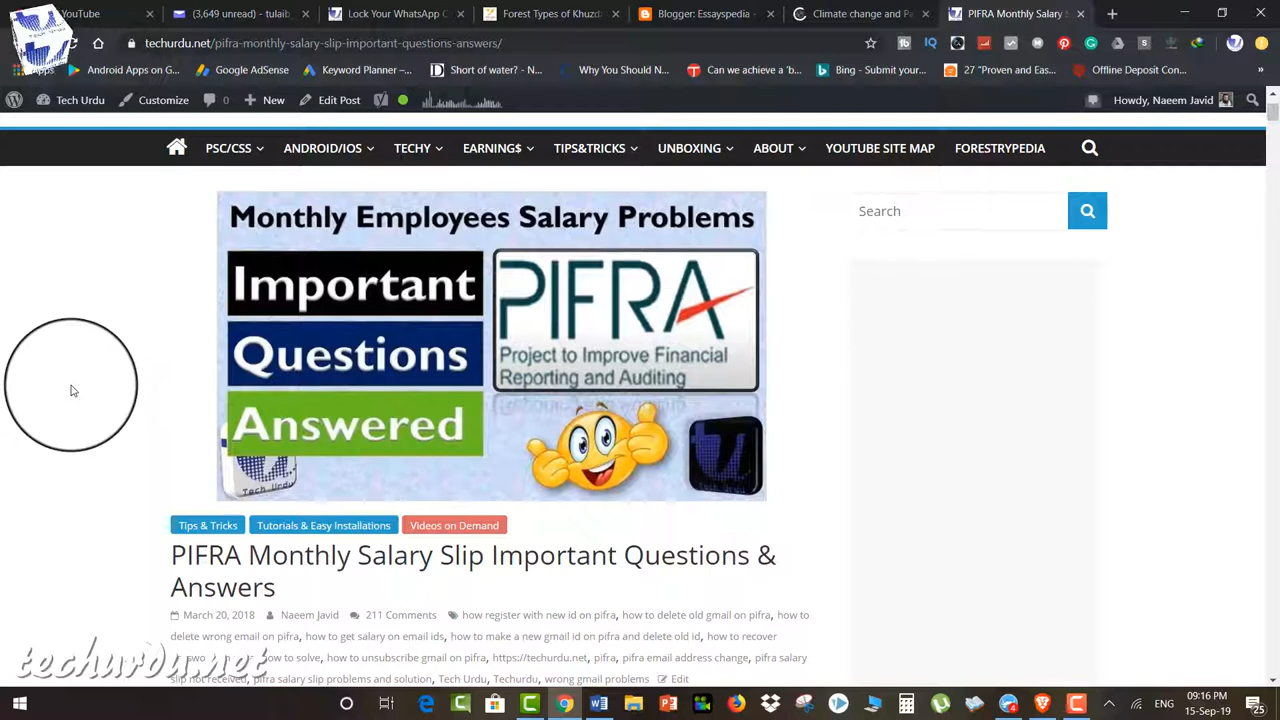 YouTube
(3,649 unread) - tulaib
Lock Your WhatsApp C
Forest Types of Khuzda
Blogger: Essayspedia
Climate change and P
PIFRA Monthly Salary S
techurdu.net/pifra-monthly-salary-slip-important-questions-answers/
Apps
Android Apps on G...
Google AdSense
Keyword Planner –...
Short of water? - N...
Why You Should N...
Can we achieve a 'b...
Bing - Submit your...
27 "Proven and Eas...
Offline Deposit Con...
Tech Urdu
Customize
0
New
Edit Post
Howdy, Naeem Javid
PSC/CSS
ANDROID/IOS
TECHY
EARNING$
TIPS&TRICKS
UNBOXING
ABOUT
YOUTUBE SITE MAP
FORESTRYPEDIA
Search
Monthly Employees Salary Problems
Important
Questions
Answered
PIFRA
Project to Improve Financial
Reporting and Auditing
Tech Urdu
Tips & Tricks
Tutorials & Easy Installations
Videos on Demand
PIFRA Monthly Salary Slip Important Questions &
Answers
March 20, 2018 Naeem Javid 211 Comments how register with new id on pifra, how to delete old gmail on pifra, how to
delete wrong email on pifra, how to get salary on email ids, how to make a new gmail id on pifra and delete old id, how to recover
how to solve, how to unsubscribe gmail on pifra, https://techurdu.net, pifra, pifra email address change, pifra salary
slip not received, pifra salary slip problems and solution, Tech Urdu, Techurdu, wrong gmail problems Edit
techurdu.net
09:16 PM
15-Sep-19
25